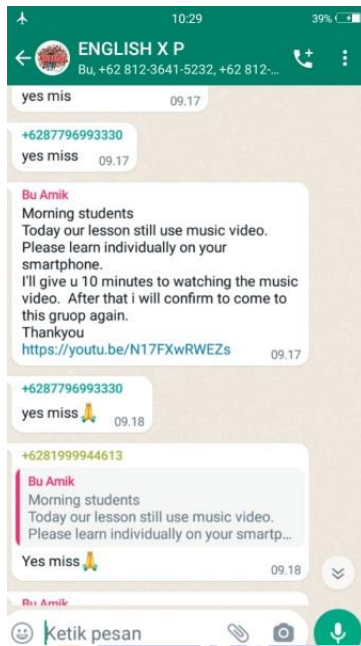 10:29
39%
ENGLISH X P
Bu, +62 812-3641-5232, +62 812-...
yes mis
09.17
+6287796993330
yes miss
09.17
Bu Amik
Morning students
Today our lesson still use music video.
Please learn individually on your
smartphone.
I'll give u 10 minutes to watching the music
video. After that i will confirm to come to
this gruop again.
Thankyou
https://youtu.be/N17FXwRWEZs
09.17
+6287796993330
yes miss🙏
09.18
+6281999944613
Bu Amik
Morning students
Today our lesson still use music video.
Please learn individually on your smartp...
Yes miss🙏
09.18
Bu Amik
Ketik pesan